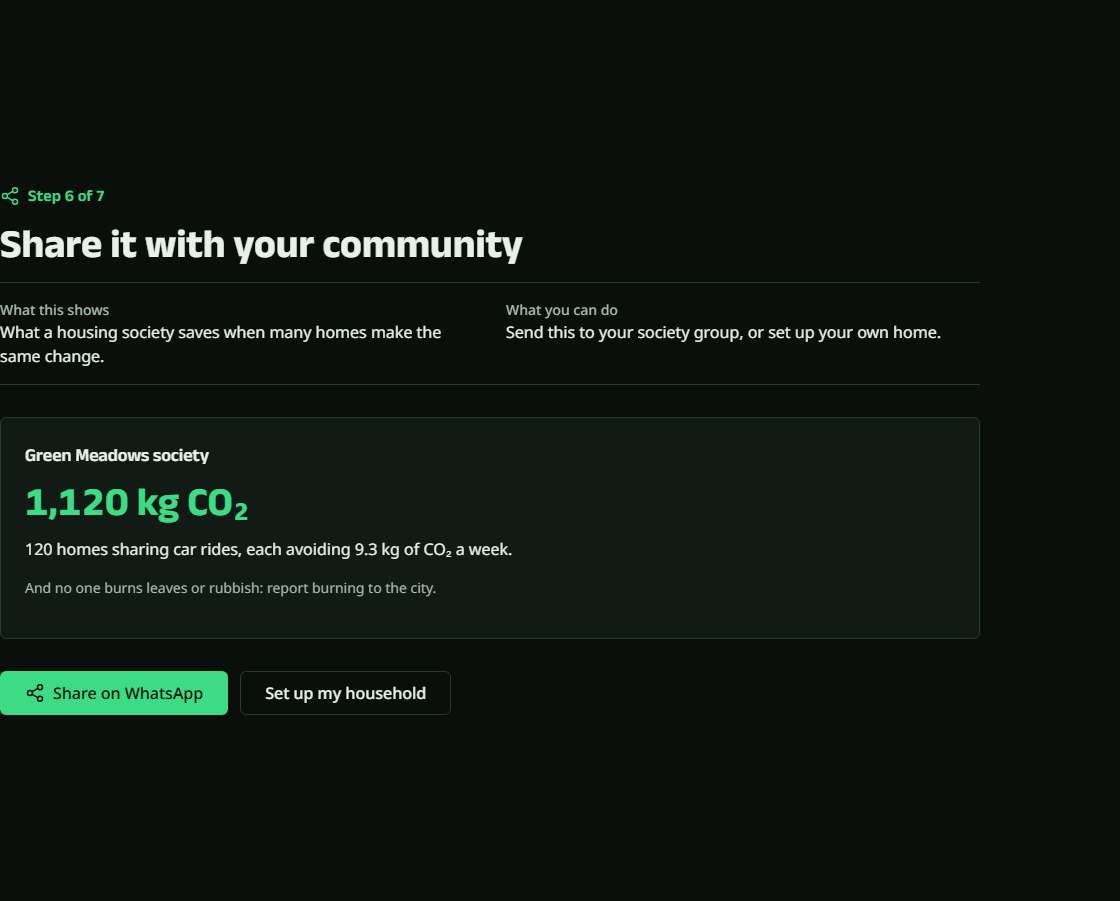 Step 6 of 7
Share it with your community
What this shows
What a housing society saves when many homes make the
same change.
What you can do
Send this to your society group, or set up your own home.
Green Meadows society
1,120 kg CO₂
120 homes sharing car rides, each avoiding 9.3 kg of CO₂ a week.
And no one burns leaves or rubbish: report burning to the city.
Share on WhatsApp
Set up my household